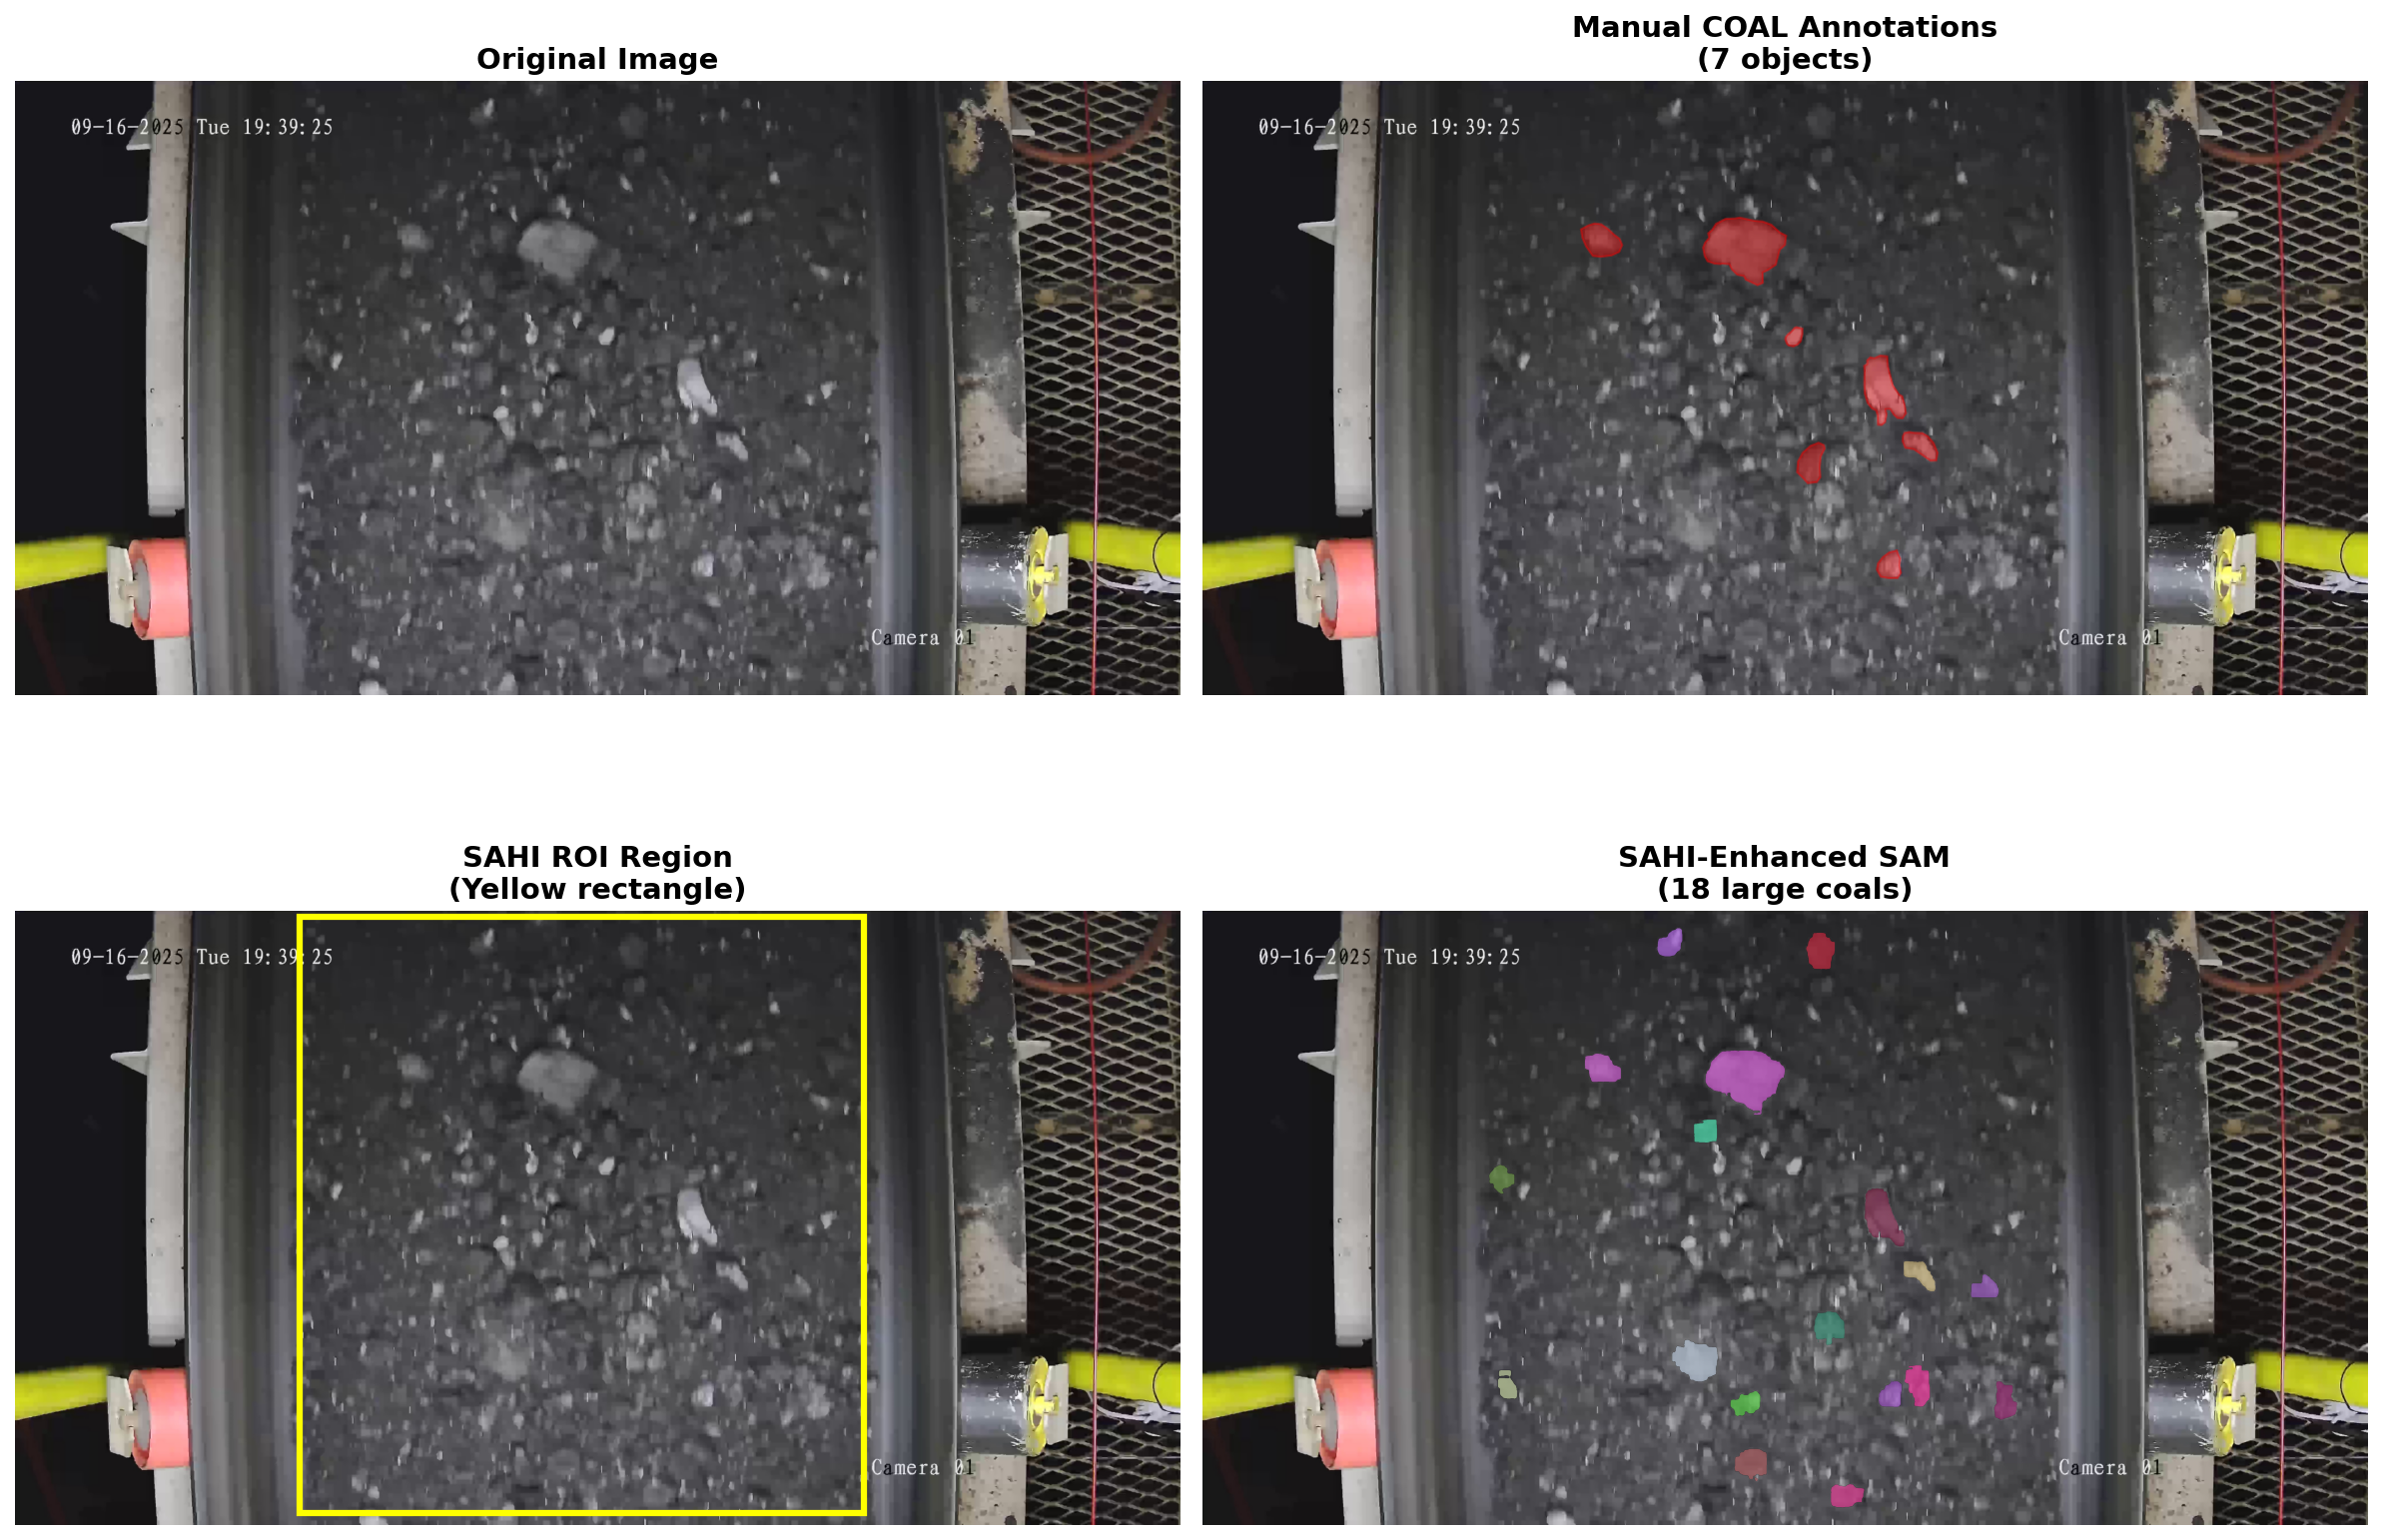 Original Image
Manual COAL Annotations
(7 objects)
09-16-2025 Tue 19:39:25
Camera 01
09-16-2025 Tue 19:39:25
Camera 01
SAHI ROI Region
(Yellow rectangle)
SAHI-Enhanced SAM
(18 large coals)
09-16-2025 Tue 19:39:25
Camera 01
09-16-2025 Tue 19:39:25
Camera 01